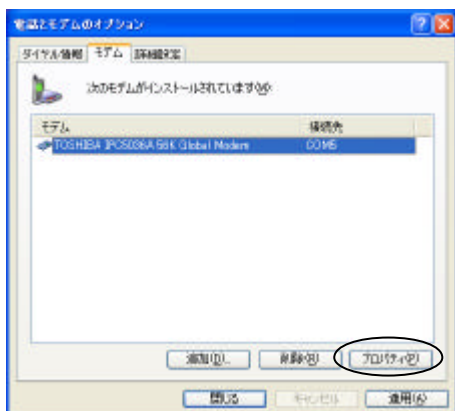 電話とモデムのオプション
ダイヤル情報 モデム 詳細設定
次のモデムがインストールされています(M):
モデム 接続先
TOSHIBA IPC5036A 56K Global Modem COM6
追加(D)... 削除(R) プロパティ(P)
閉じる キャンセル 適用(A)